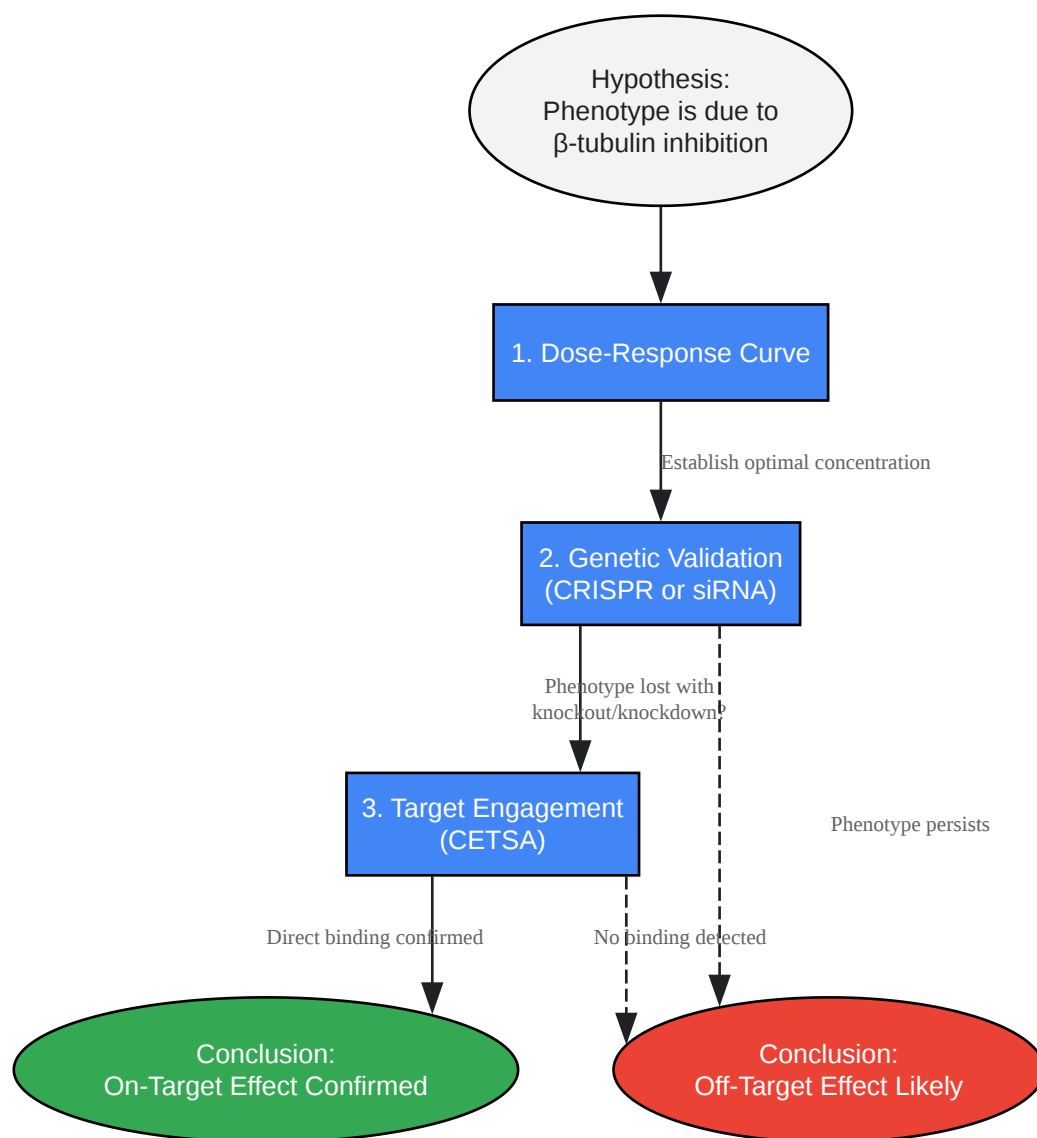 Hypothesis:
Phenotype is due to
β-tubulin inhibition
1. Dose-Response Curve
Establish optimal concentration
2. Genetic Validation
(CRISPR or siRNA)
Phenotype lost with
knockout/knockdown?
3. Target Engagement
(CETSA)
Phenotype persists
Direct binding confirmed
No binding detected
Conclusion:
On-Target Effect Confirmed
Conclusion:
Off-Target Effect Likely